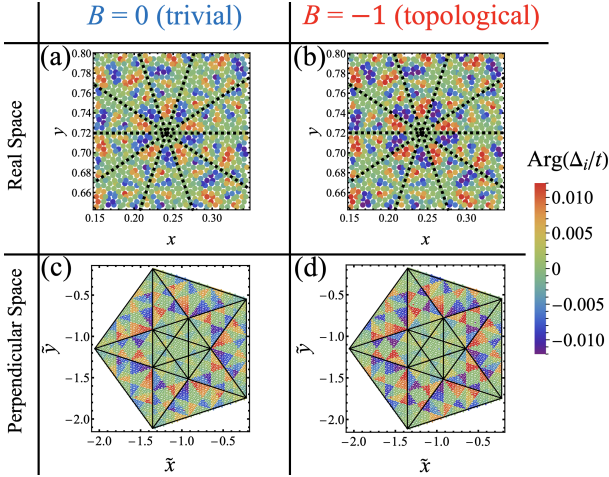 B = 0 (trivial)
B = −1 (topological)
Real Space
(a)
0.80
0.78
0.76
0.74
0.72
0.70
0.68
0.66
y
0.15
0.20
0.25
0.30
x
(b)
0.80
0.78
0.76
0.74
0.72
0.70
0.68
0.66
y
0.15
0.20
0.25
0.30
x
Arg(Δi/t)
0.010
0.005
0
−0.005
−0.010
Perpendicular Space
(c)
−0.5
−1.0
−1.5
−2.0
ỹ
−2.0
−1.5
−1.0
−0.5
x̃
(d)
−0.5
−1.0
−1.5
−2.0
ỹ
−2.0
−1.5
−1.0
−0.5
x̃